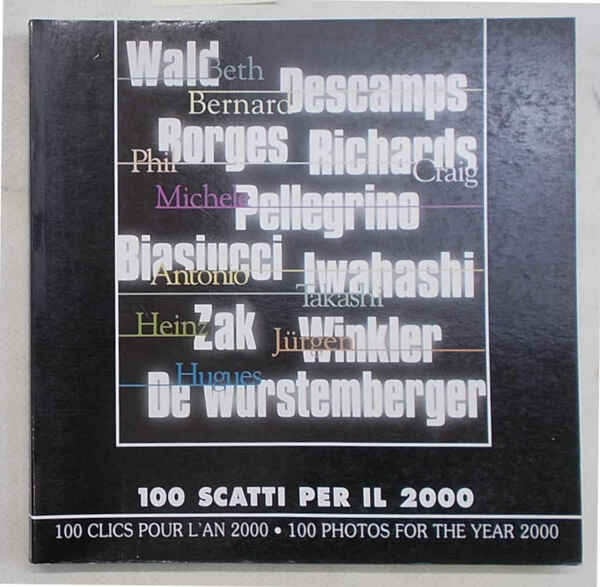 Wald Beth
Bernard Descamps
Borges Richards
Phil Craig
Michele Pellegrino
Biasiucci Iwahashi
Antonio Takashi
Heinz Zak Jürgen Winkler
Hugues
De Wurstemberger
100 SCATTI PER IL 2000
100 CLICS POUR L'AN 2000 • 100 PHOTOS FOR THE YEAR 2000